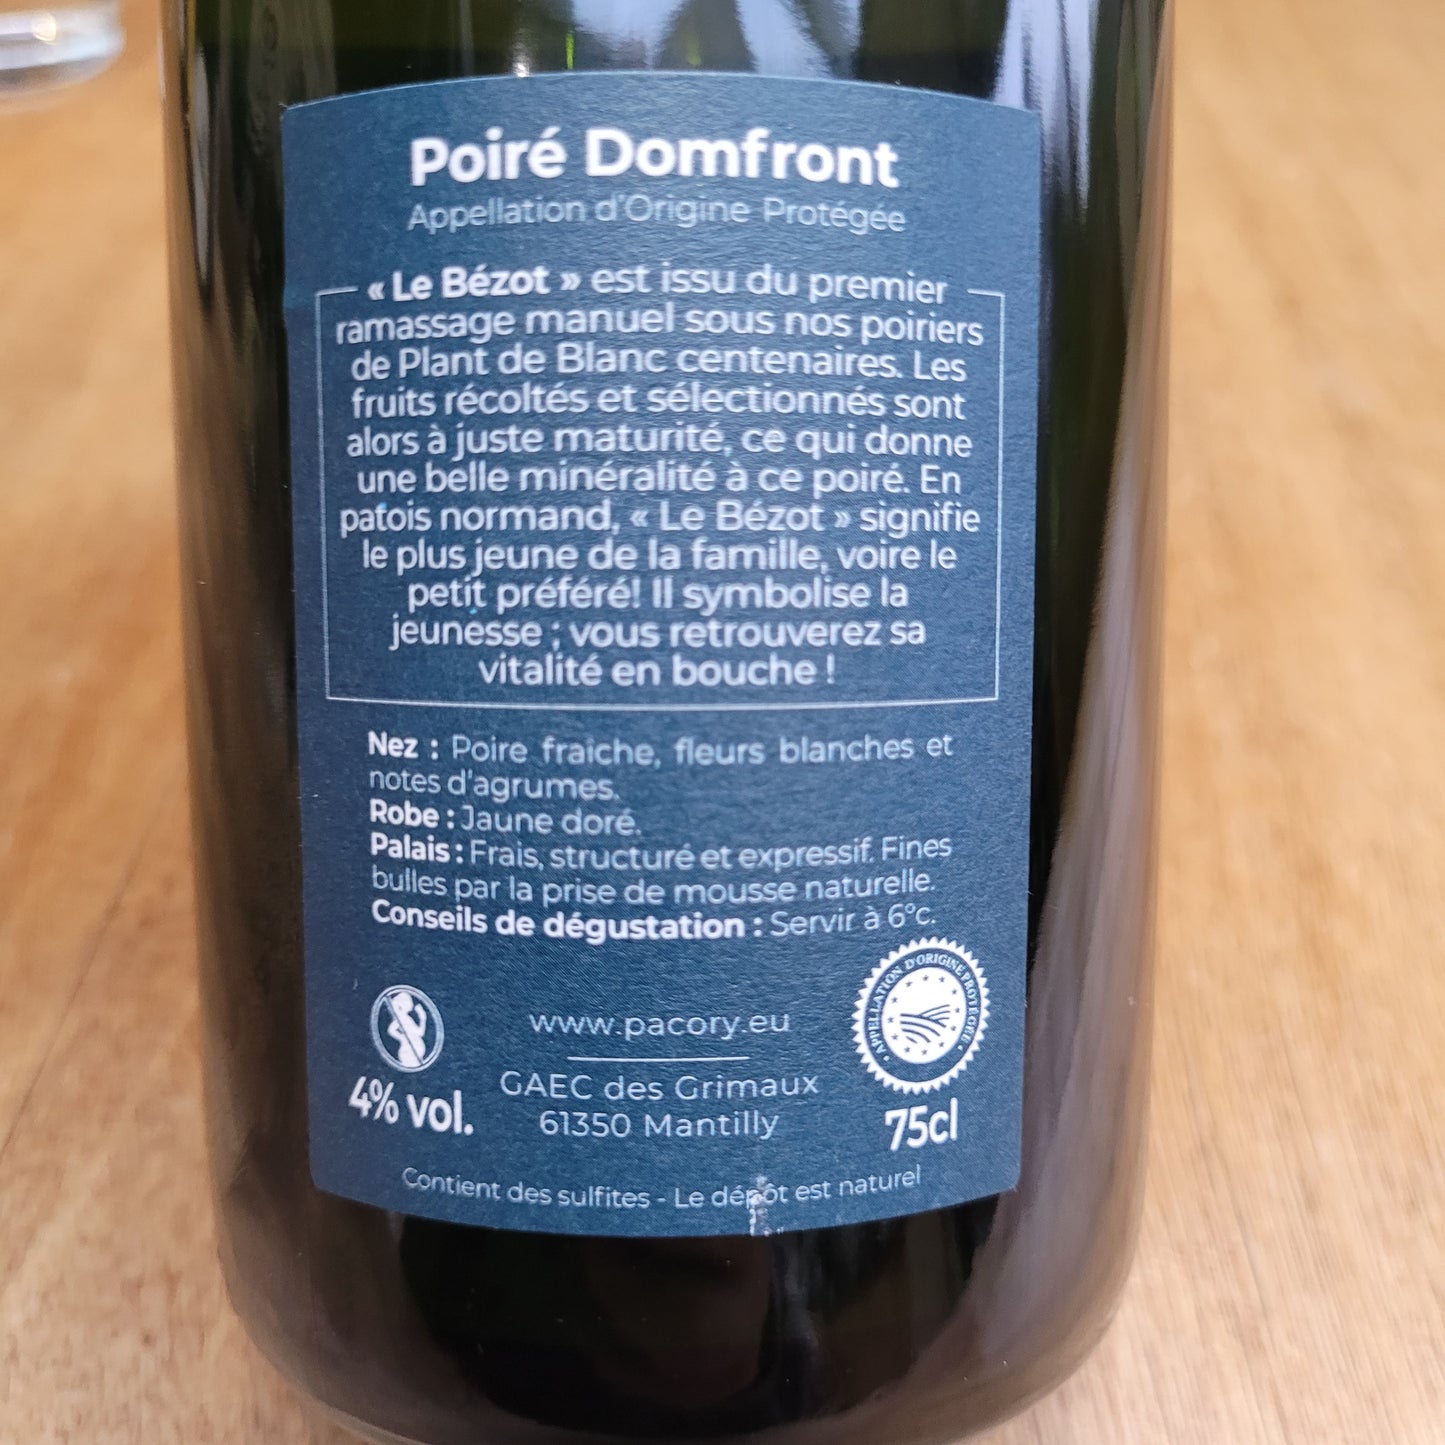 Poiré Domfront
Appellation d'Origine Protégée
« Le Bézot » est issu du premier
ramassage manuel sous nos poiriers
de Plant de Blanc centenaires. Les
fruits récoltés et sélectionnés sont
alors à juste maturité, ce qui donne
une belle minéralité à ce poiré. En
patois normand, « Le Bézot » signifie
le plus jeune de la famille, voire le
petit préféré! Il symbolise la
jeunesse ; vous retrouverez sa
vitalité en bouche !
Nez : Poire fraiche, fleurs blanches et
notes d'agrumes.
Robe : Jaune doré.
Palais : Frais, structuré et expressif. Fines
bulles par la prise de mousse naturelle.
Conseils de dégustation : Servir à 6°c.
APPELLATION D'ORIGINE PROTÉGÉE
www.pacory.eu
GAEC des Grimaux
61350 Mantilly
4% vol.
75cl
Contient des sulfites - Le dépôt est naturel